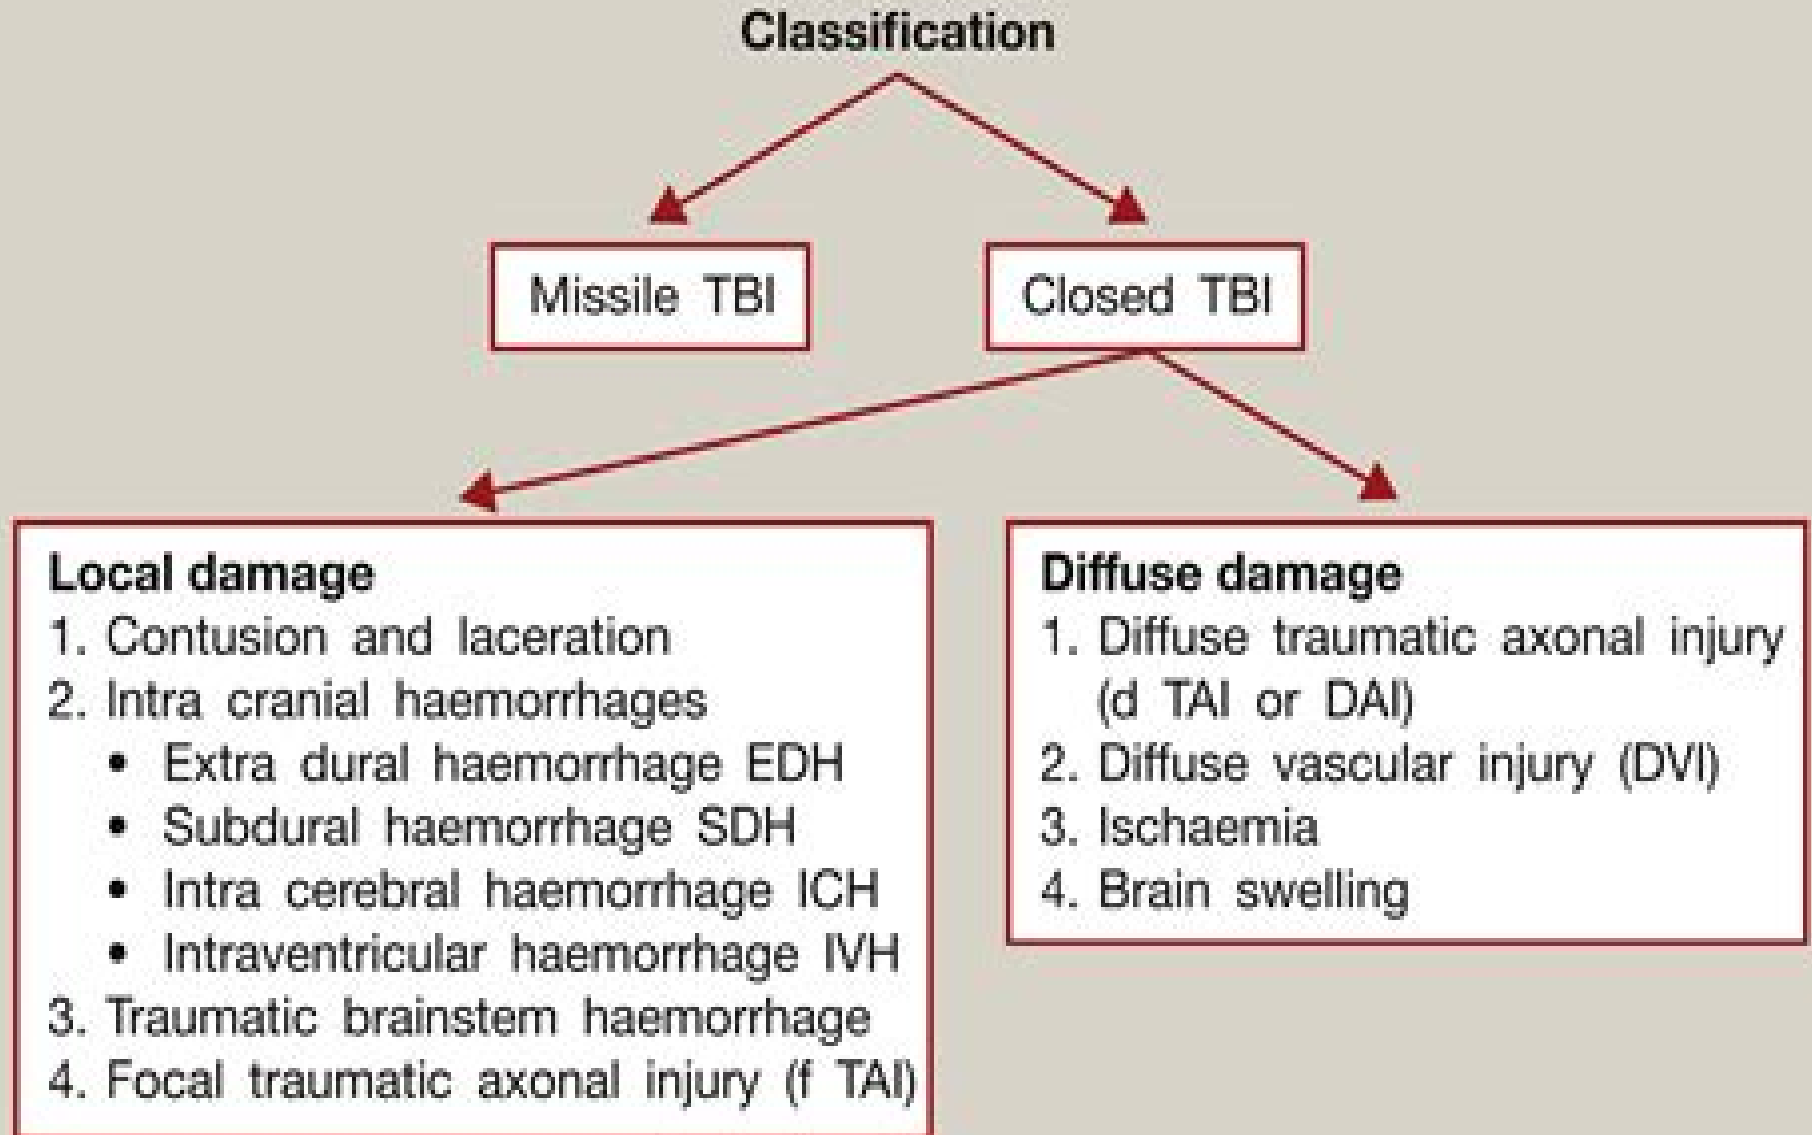 Classification
Missile TBI
Closed TBI
Local damage
1. Contusion and laceration
2. Intra cranial haemorrhages
• Extra dural haemorrhage EDH
• Subdural haemorrhage SDH
• Intra cerebral haemorrhage ICH
• Intraventricular haemorrhage IVH
3. Traumatic brainstem haemorrhage
4. Focal traumatic axonal injury (f TAI)
Diffuse damage
1. Diffuse traumatic axonal injury
(d TAI or DAI)
2. Diffuse vascular injury (DVI)
3. Ischaemia
4. Brain swelling